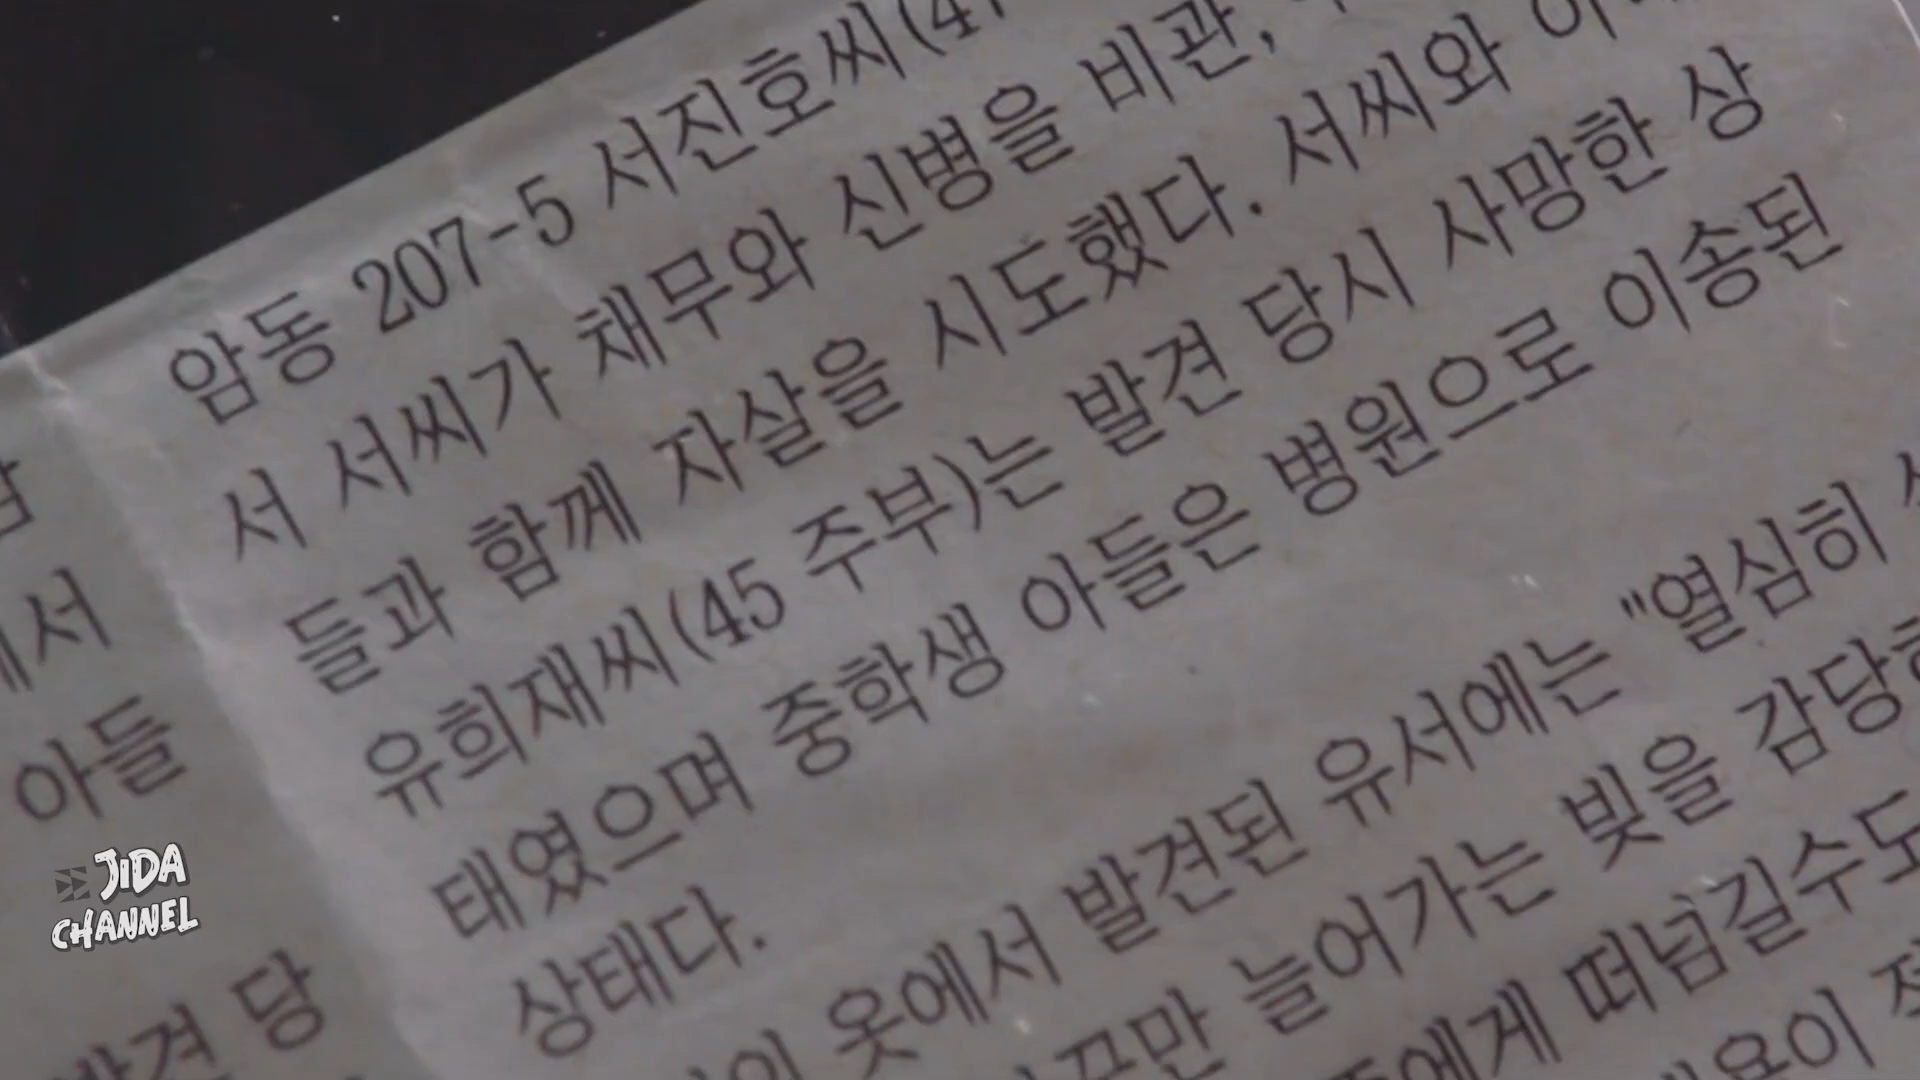 암동 207-5 서진호씨(47
서 서씨가 채무와 신병을 비관,
들과 함께 자살을 시도했다. 서씨와
유희재씨(45 주부)는 발견 당시 사망한 상
태였으며 중학생 아들은 병원으로 이송된
상태다.
옷에서 발견된 유서에는 "열심히
늘어가는 빚을 감당
에게 떠넘길수도
아들
발견 당
JIDA
CHANNEL